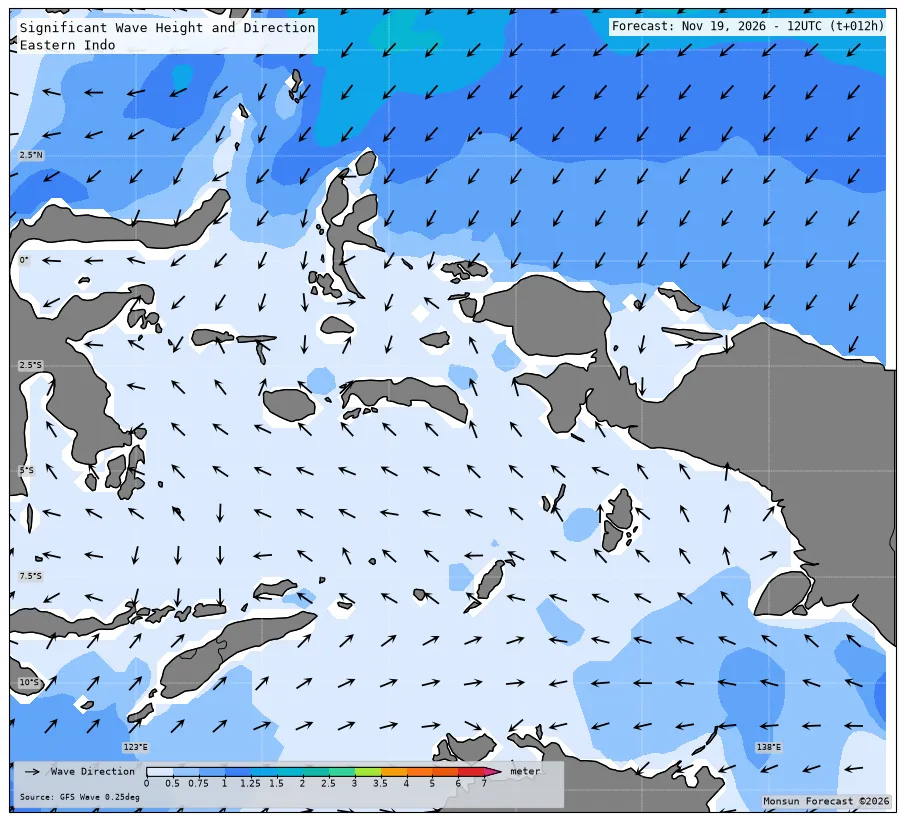 Significant Wave Height and Direction
Eastern Indo
Forecast: Nov 19, 2026 - 12UTC (t+012h)
2.5°N
0°
2.5°S
5°S
7.5°S
10°S
123°E
138°E
Wave Direction
meter
0 0.5 0.75 1 1.25 1.5 2 2.5 3 3.5 4 5 6 7
Source: GFS Wave 0.25deg
Monsun Forecast ©2026